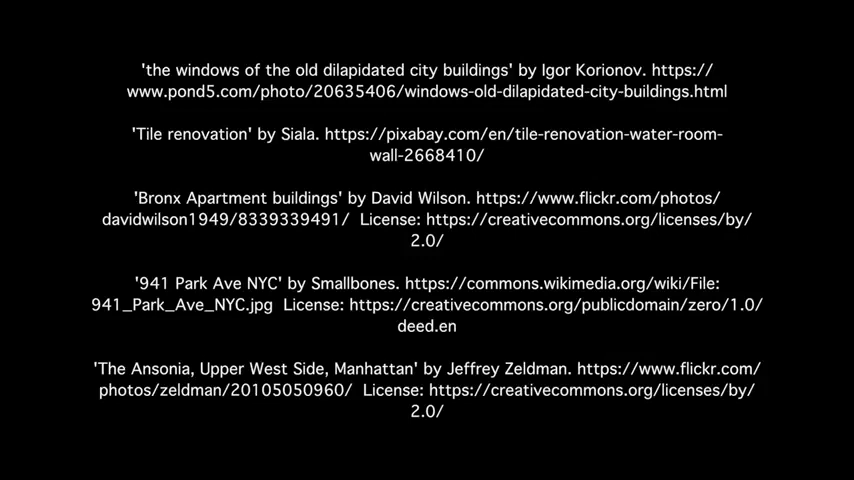 'the windows of the old dilapidated city buildings' by Igor Korionov. https://
www.pond5.com/photo/20635406/windows-old-dilapidated-city-buildings.html
'Tile renovation' by Siala. https://pixabay.com/en/tile-renovation-water-room-
wall-2668410/
'Bronx Apartment buildings' by David Wilson. https://www.flickr.com/photos/
davidwilson1949/8339339491/  License: https://creativecommons.org/licenses/by/
2.0/
'941 Park Ave NYC' by Smallbones. https://commons.wikimedia.org/wiki/File:
941_Park_Ave_NYC.jpg  License: https://creativecommons.org/publicdomain/zero/1.0/
deed.en
'The Ansonia, Upper West Side, Manhattan' by Jeffrey Zeldman. https://www.flickr.com/
photos/zeldman/20105050960/  License: https://creativecommons.org/licenses/by/
2.0/